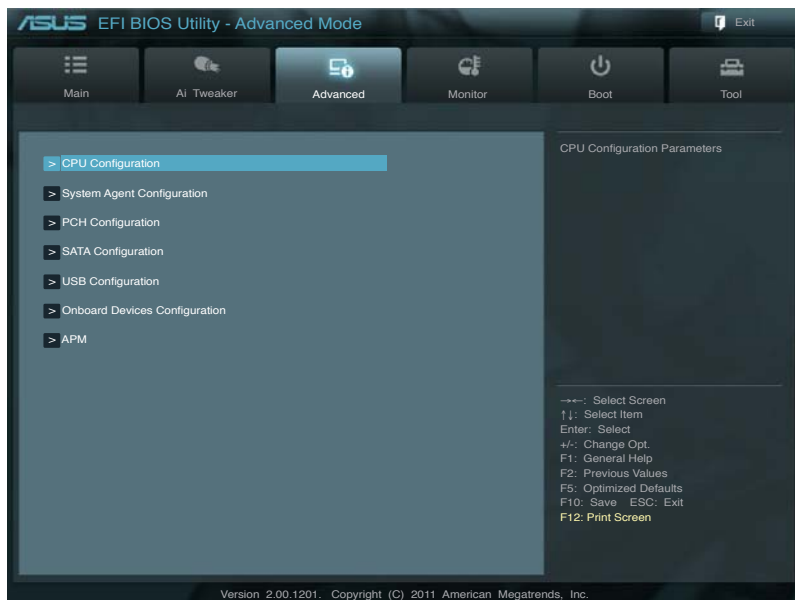 ASUS EFI BIOS Utility - Advanced Mode
Exit
Main
Ai Tweaker
Advanced
Monitor
Boot
Tool
> CPU Configuration
> System Agent Configuration
> PCH Configuration
> SATA Configuration
> USB Configuration
> Onboard Devices Configuration
> APM
CPU Configuration Parameters
→←: Select Screen
↑↓: Select Item
Enter: Select
+/-: Change Opt.
F1: General Help
F2: Previous Values
F5: Optimized Defaults
F10: Save ESC: Exit
F12: Print Screen
Version 2.00.1201. Copyright (C) 2011 American Megatrends, Inc.